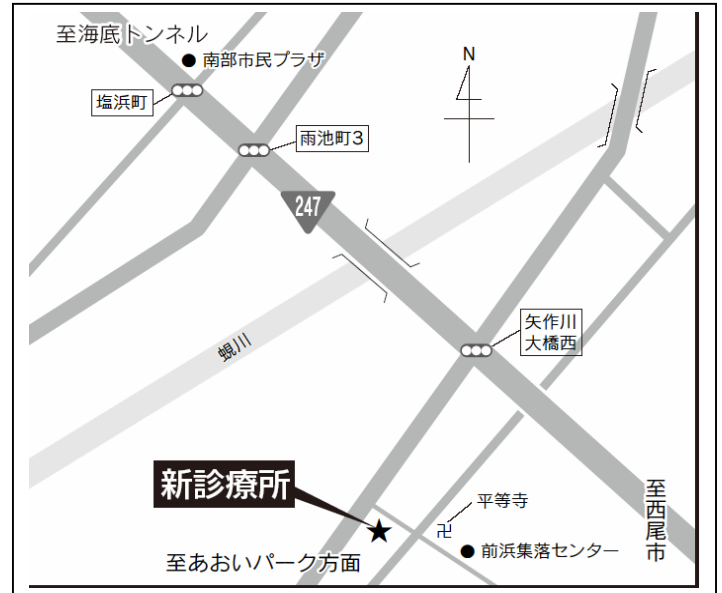 至海底トンネル
● 南部市民プラザ
N
塩浜町
雨池町3
247
矢作川
大橋西
蜆川
新診療所
★
至西尾市
平等寺
卍
● 前浜集落センター
至あおいパーク方面